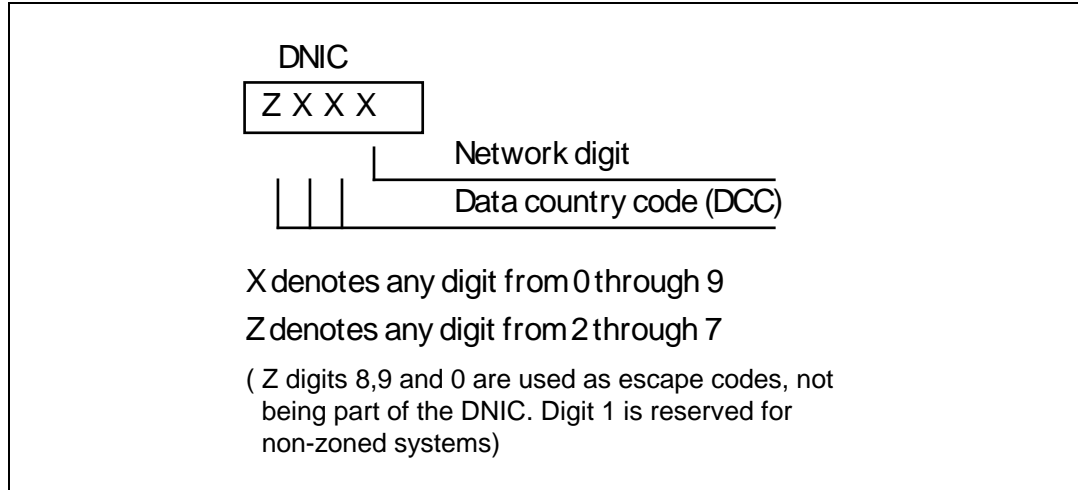 DNIC
Z X X X
Network digit
Data country code (DCC)
X denotes any digit from 0 through 9
Z denotes any digit from 2 through 7
( Z digits 8,9 and 0 are used as escape codes, not
being part of the DNIC. Digit 1 is reserved for
non-zoned systems)